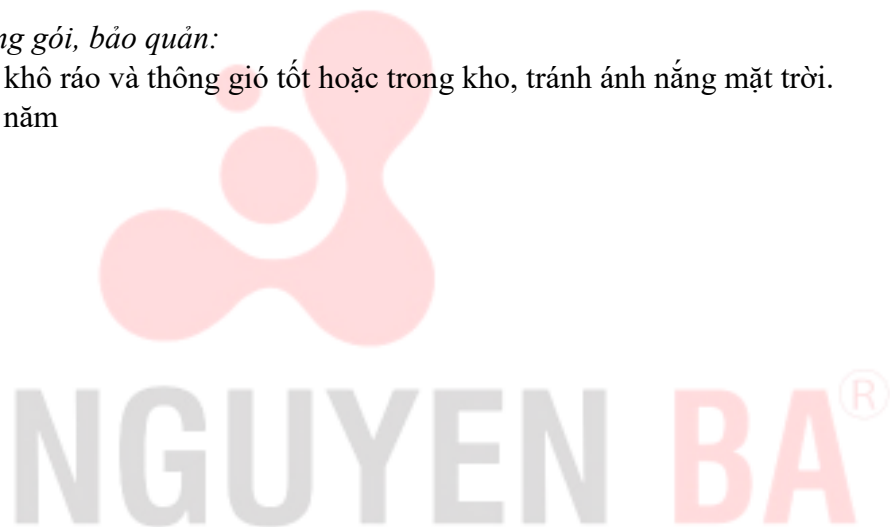 ng gói, bảo quản:
khô ráo và thông gió tốt hoặc trong kho, tránh ánh nắng mặt trời.
năm
NGUYEN BA®